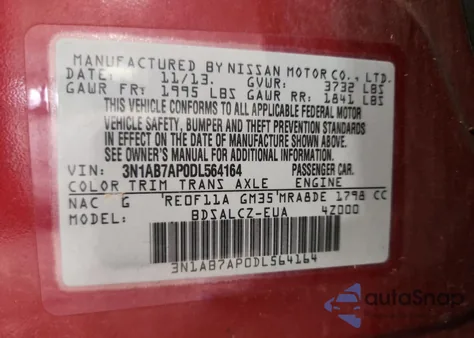 MANUFACTURED BY NISSAN MOTOR CO., LTD.
DATE: 11/13. GVWR: 3732 LBS
GAWR FR: 1995 LBS GAWR RR: 1841 LBS
THIS VEHICLE CONFORMS TO ALL APPLICABLE FEDERAL MOTOR
VEHICLE SAFETY, BUMPER AND THEFT PREVENTION STANDARDS
IN EFFECT ON THE DATE OF MANUFACTURE SHOWN ABOVE.
SEE OWNER'S MANUAL FOR ADDITIONAL INFORMATION.
VIN: 3N1AB7AP0DL564164 PASSENGER CAR.
COLOR TRIM TRANS AXLE ENGINE
NAC G RE0F11A GM35 MRA8DE 1798 CC
MODEL: BDSALCZ-EUA 4Z000
3N1AB7AP0DL564164
autoSnap